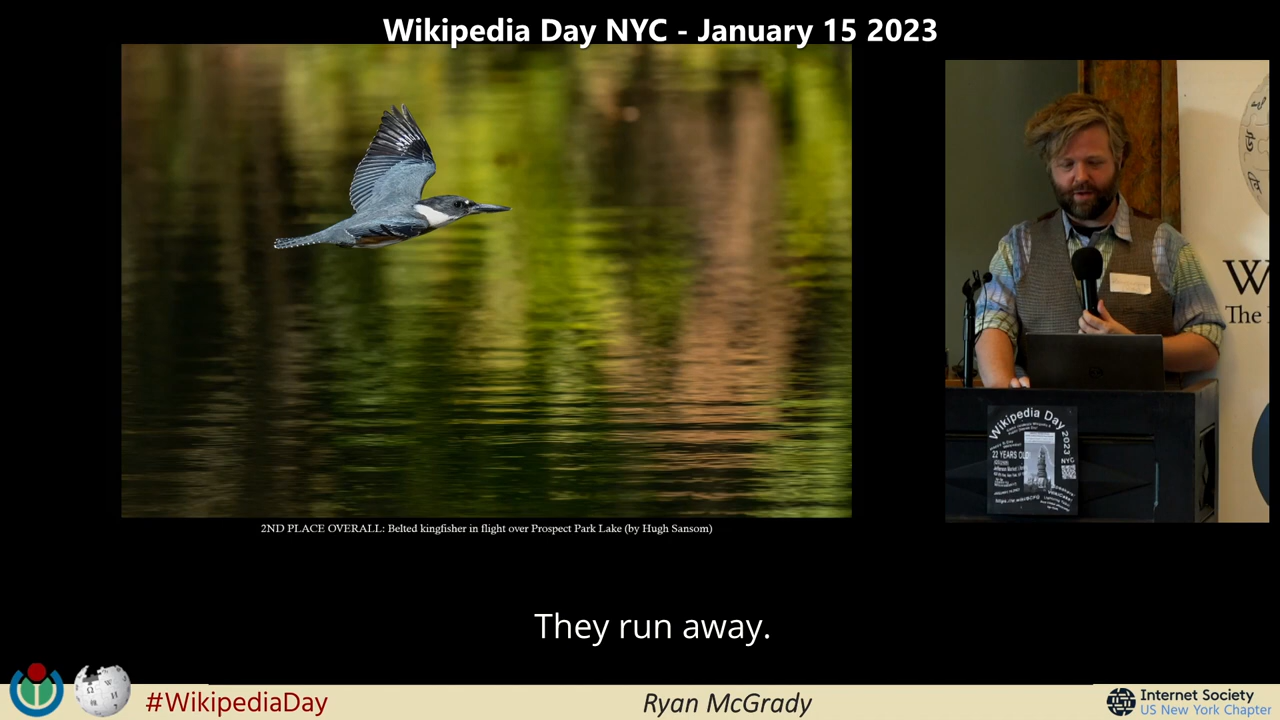 Wikipedia Day NYC - January 15 2023
W
The
Wikipedia Day 2023
22 YEARS OLD!
NYC
2ND PLACE OVERALL: Belted kingfisher in flight over Prospect Park Lake (by Hugh Sansom)
They run away.
#WikipediaDay
Ryan McGrady
Internet Society
US New York Chapter